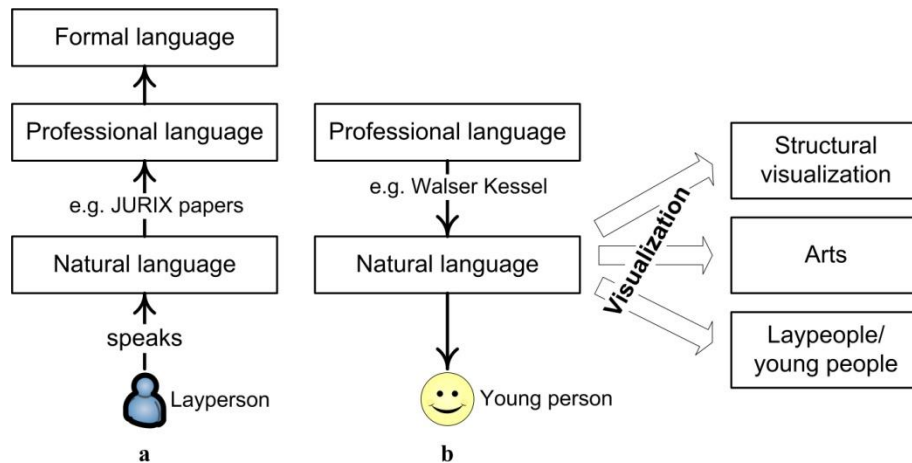 Formal language
Professional language
e.g. JURIX papers
Natural language
speaks
Layperson
a
Professional language
e.g. Walser Kessel
Natural language
Young person
b
Visualization
Structural
visualization
Arts
Laypeople/
young people